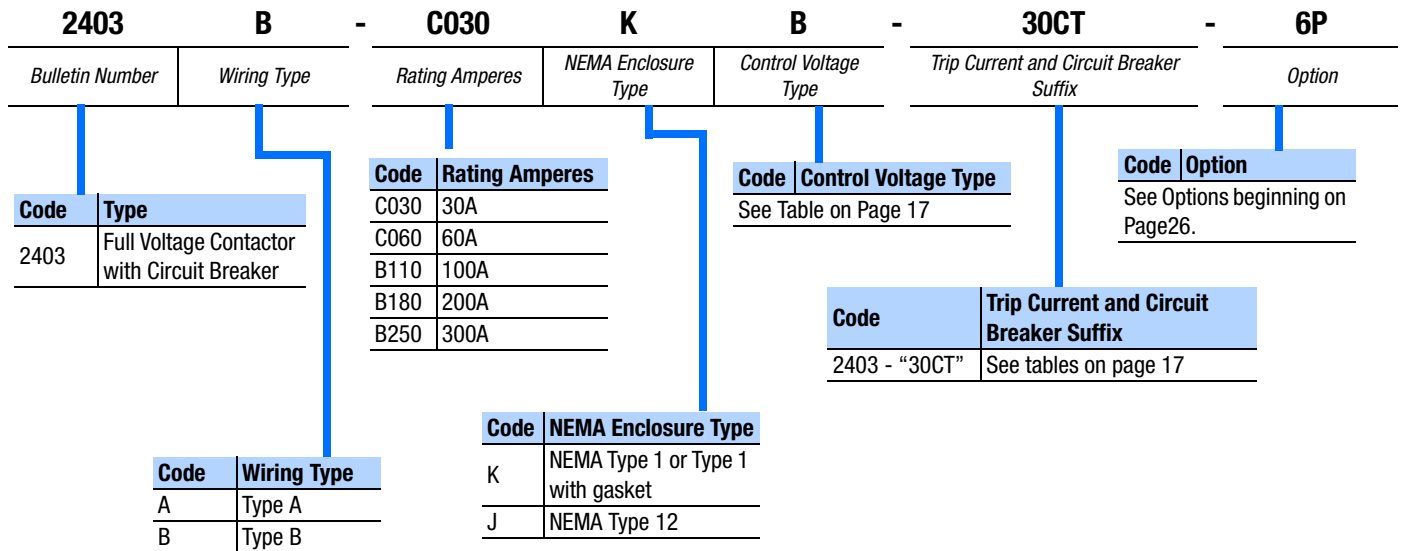 2403 B - C030 K B - 30CT - 6P
Bulletin Number Wiring Type Rating Amperes NEMA Enclosure Type Control Voltage Type Trip Current and Circuit Breaker Suffix Option
Code Type
2403 Full Voltage Contactor
with Circuit Breaker
Code Wiring Type
A Type A
B Type B
Code Rating Amperes
C030 30A
C060 60A
B110 100A
B180 200A
B250 300A
Code NEMA Enclosure Type
K NEMA Type 1 or Type 1
with gasket
J NEMA Type 12
Code Control Voltage Type
See Table on Page 17
Code Trip Current and Circuit
Breaker Suffix
2403 - “30CT” See tables on page 17
Code Option
See Options beginning on
Page26.